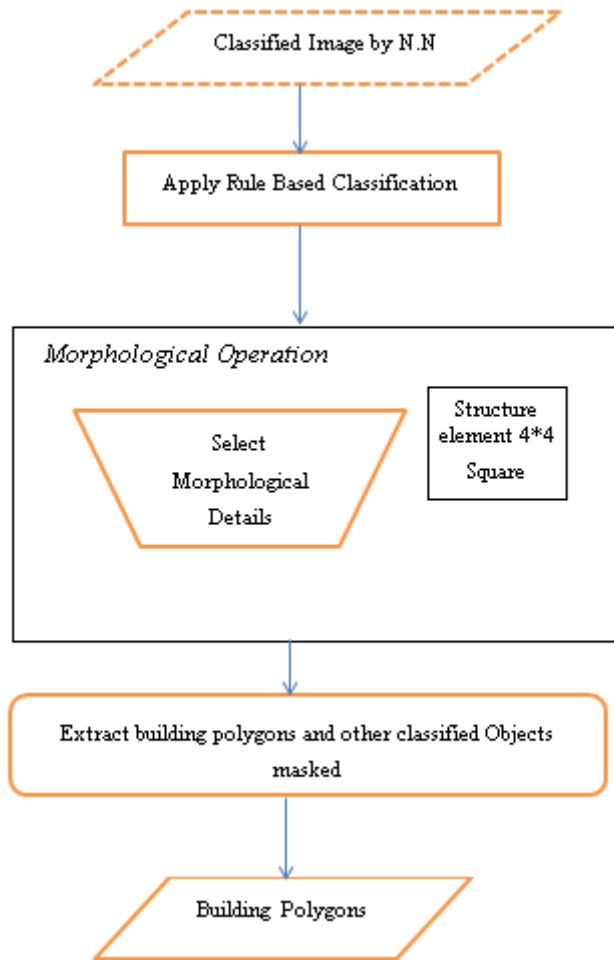 Classified Image by N.N
Apply Rule Based Classification
Morphological Operation
Select
Morphological
Details
Structure
element 4*4
Square
Extract building polygons and other classified Objects
masked
Building Polygons